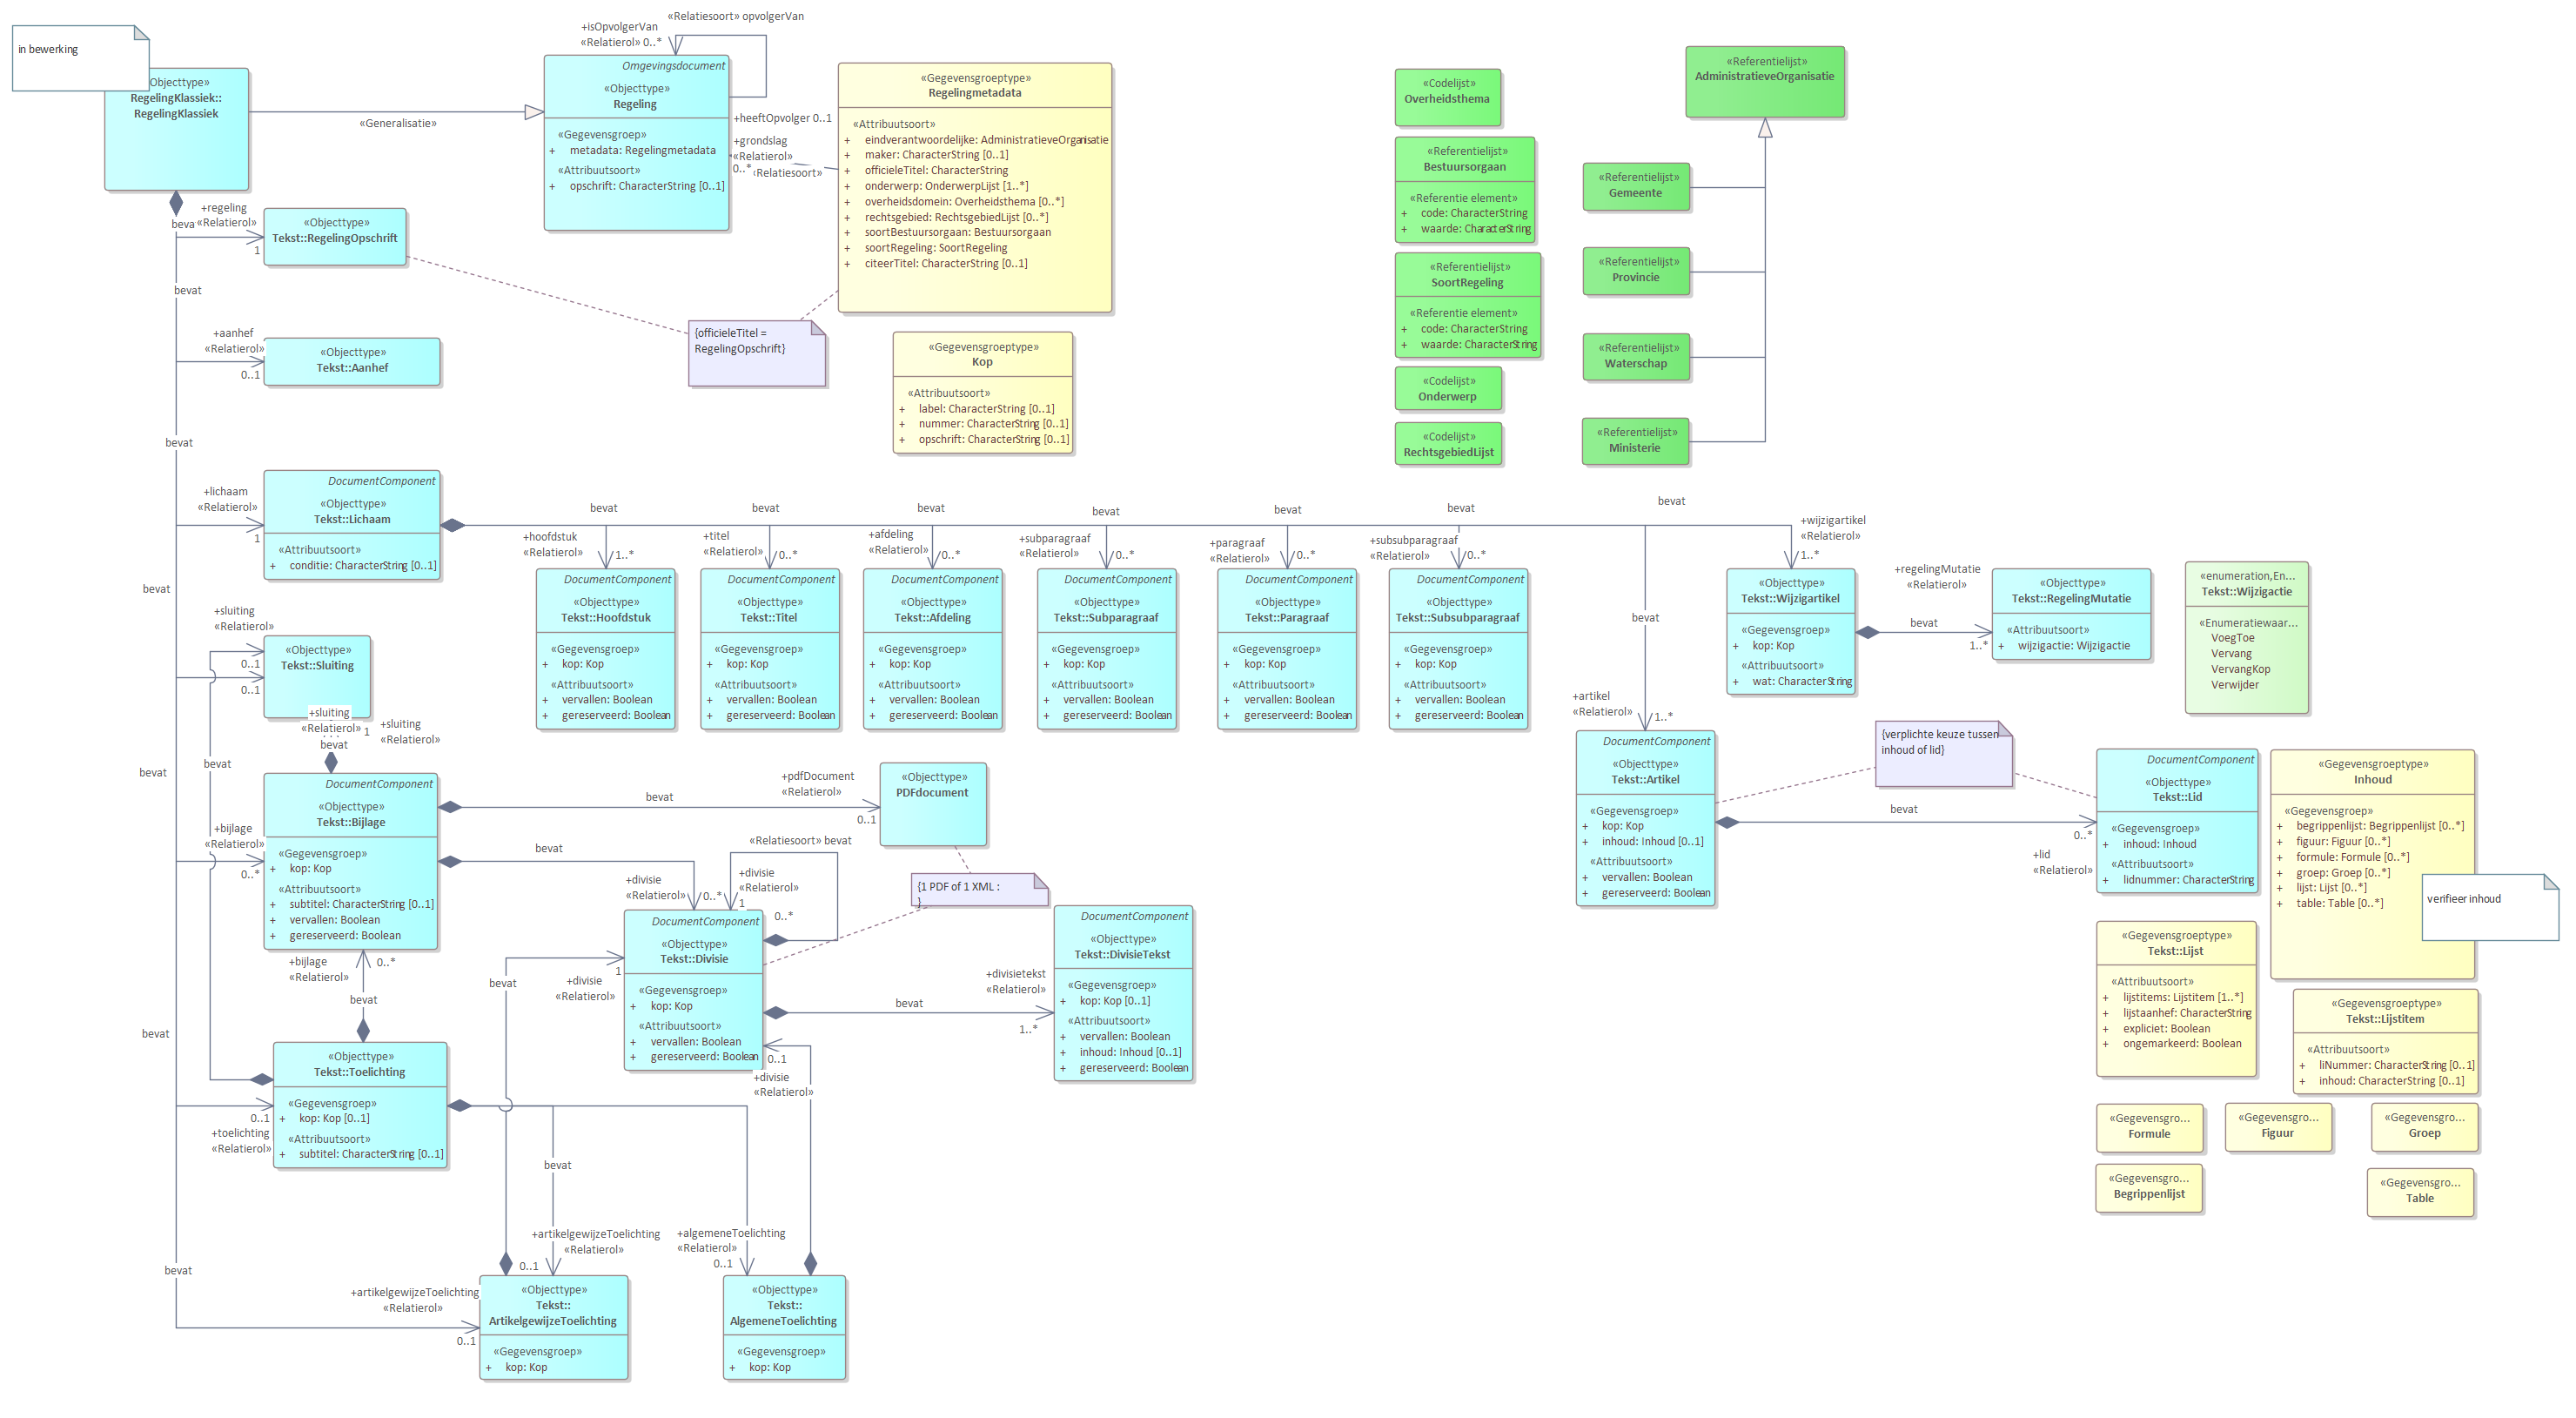 in bewerking
«Objecttype»
RegelingKlassiek::
RegelingKlassiek
«Generalisatie»
+isOpvolgerVan
«Relatierol» 0..*
«Relatiesoort» opvolgerVan
Omgevingsdocument
«Objecttype»
Regeling
«Gegevensgroep»
+ metadata: Regelingmetadata
«Attribuutsoort»
+ opschrift: CharacterString [0..1]
+heeftOpvolger 0..1
+grondslag
«Relatierol»
0..*
«Relatiesoort»
«Gegevensgroeptype»
Regelingmetadata
«Attribuutsoort»
+ eindverantwoordelijke: AdministratieveOrganisatie
+ maker: CharacterString [0..1]
+ officieleTitel: CharacterString
+ onderwerp: OnderwerpLijst [1..*]
+ overheidsdomein: Overheidsthema [0..*]
+ rechtsgebied: RechtsgebiedLijst [0..*]
+ soortBestuursorgaan: Bestuursorgaan
+ soortRegeling: SoortRegeling
+ citeerTitel: CharacterString [0..1]
«Codelijst»
Overheidsthema
«Referentielijst»
Bestuursorgaan
«Referentie element»
+ code: CharacterString
+ waarde: CharacterString
«Referentielijst»
SoortRegeling
«Referentie element»
+ code: CharacterString
+ waarde: CharacterString
«Codelijst»
Onderwerp
«Codelijst»
RechtsgebiedLijst
«Referentielijst»
AdministratieveOrganisatie
«Referentielijst»
Gemeente
«Referentielijst»
Provincie
«Referentielijst»
Waterschap
«Referentielijst»
Ministerie
beva
+regeling
«Relatierol»
1
«Objecttype»
Tekst::RegelingOpschrift
{officieleTitel =
RegelingOpschrift}
«Gegevensgroeptype»
Kop
«Attribuutsoort»
+ label: CharacterString [0..1]
+ nummer: CharacterString [0..1]
+ opschrift: CharacterString [0..1]
bevat
+aanhef
«Relatierol»
0..1
«Objecttype»
Tekst::Aanhef
bevat
+lichaam
«Relatierol»
1
DocumentComponent
«Objecttype»
Tekst::Lichaam
«Attribuutsoort»
+ conditie: CharacterString [0..1]
bevat
+hoofdstuk
«Relatierol»
1..*
DocumentComponent
«Objecttype»
Tekst::Hoofdstuk
«Gegevensgroep»
+ kop: Kop
«Attribuutsoort»
+ vervallen: Boolean
+ gereserveerd: Boolean
bevat
+titel
«Relatierol»
0..*
DocumentComponent
«Objecttype»
Tekst::Titel
«Gegevensgroep»
+ kop: Kop
«Attribuutsoort»
+ vervallen: Boolean
+ gereserveerd: Boolean
bevat
+afdeling
«Relatierol»
0..*
DocumentComponent
«Objecttype»
Tekst::Afdeling
«Gegevensgroep»
+ kop: Kop
«Attribuutsoort»
+ vervallen: Boolean
+ gereserveerd: Boolean
bevat
+subparagraaf
«Relatierol»
0..*
DocumentComponent
«Objecttype»
Tekst::Subparagraaf
«Gegevensgroep»
+ kop: Kop
«Attribuutsoort»
+ vervallen: Boolean
+ gereserveerd: Boolean
bevat
+paragraaf
«Relatierol»
0..*
DocumentComponent
«Objecttype»
Tekst::Paragraaf
«Gegevensgroep»
+ kop: Kop
«Attribuutsoort»
+ vervallen: Boolean
+ gereserveerd: Boolean
bevat
+subsubparagraaf
«Relatierol»
0..*
DocumentComponent
«Objecttype»
Tekst::Subsubparagraaf
«Gegevensgroep»
+ kop: Kop
«Attribuutsoort»
+ vervallen: Boolean
+ gereserveerd: Boolean
bevat
+wijzigartikel
«Relatierol»
1..*
«Objecttype»
Tekst::Wijzigartikel
«Gegevensgroep»
+ kop: Kop
«Attribuutsoort»
+ wat: CharacterString
+regelingMutatie
«Relatierol»
bevat
1..*
«Objecttype»
Tekst::RegelingMutatie
«Attribuutsoort»
+ wijzigactie: Wijzigactie
«enumeration,En...
Tekst::Wijzigactie
«Enumeratiewaar...
VoegToe
Vervang
VervangKop
Verwijder
bevat
+artikel
«Relatierol»
1..*
DocumentComponent
«Objecttype»
Tekst::Artikel
«Gegevensgroep»
+ kop: Kop
+ inhoud: Inhoud [0..1]
«Attribuutsoort»
+ vervallen: Boolean
+ gereserveerd: Boolean
{verplichte keuze tussen
inhoud of lid}
bevat
0..*
+lid
«Relatierol»
DocumentComponent
«Objecttype»
Tekst::Lid
«Gegevensgroep»
+ inhoud: Inhoud
«Attribuutsoort»
+ lidnummer: CharacterString
«Gegevensgroeptype»
Inhoud
«Gegevensgroep»
+ begrippenlijst: Begrippenlijst [0..*]
+ figuur: Figuur [0..*]
+ formule: Formule [0..*]
+ groep: Groep [0..*]
+ lijst: Lijst [0..*]
+ table: Table [0..*]
verifieer inhoud
«Gegevensgroeptype»
Tekst::Lijst
«Attribuutsoort»
+ lijstitems: Lijstitem [1..*]
+ lijstaanhef: CharacterString
+ expliciet: Boolean
+ ongemarkeerd: Boolean
«Gegevensgroeptype»
Tekst::Lijstitem
«Attribuutsoort»
+ liNummer: CharacterString [0..1]
+ inhoud: CharacterString [0..1]
«Gegevensgro...
Formule
«Gegevensgro...
Figuur
«Gegevensgro...
Groep
«Gegevensgro...
Begrippenlijst
«Gegevensgro...
Table
bevat
+sluiting
«Relatierol»
0..1
0..1
«Objecttype»
Tekst::Sluiting
+sluiting
«Relatierol»
1
+sluiting
«Relatierol»
bevat
bevat
bevat
+bijlage
«Relatierol»
0..*
DocumentComponent
«Objecttype»
Tekst::Bijlage
«Gegevensgroep»
+ kop: Kop
«Attribuutsoort»
+ subtitel: CharacterString [0..1]
+ vervallen: Boolean
+ gereserveerd: Boolean
bevat
+pdfDocument
«Relatierol»
0..1
«Objecttype»
PDFdocument
bevat
+divisie
«Relatierol»
0..*
«Relatiesoort» bevat
+divisie
«Relatierol»
1
0..*
{1 PDF of 1 XML :
}
DocumentComponent
«Objecttype»
Tekst::Divisie
«Gegevensgroep»
+ kop: Kop
«Attribuutsoort»
+ vervallen: Boolean
+ gereserveerd: Boolean
+divisietekst
«Relatierol»
bevat
1..*
DocumentComponent
«Objecttype»
Tekst::DivisieTekst
«Gegevensgroep»
+ kop: Kop [0..1]
«Attribuutsoort»
+ vervallen: Boolean
+ inhoud: Inhoud [0..1]
+ gereserveerd: Boolean
+bijlage
«Relatierol»
0..*
bevat
bevat
1
+divisie
«Relatierol»
0..1
+divisie
«Relatierol»
bevat
0..1
+toelichting
«Relatierol»
«Objecttype»
Tekst::Toelichting
«Gegevensgroep»
+ kop: Kop [0..1]
«Attribuutsoort»
+ subtitel: CharacterString [0..1]
bevat
+artikelgewijzeToelichting
«Relatierol»
0..1
+algemeneToelichting
«Relatierol»
0..1
bevat
+artikelgewijzeToelichting
«Relatierol»
0..1
«Objecttype»
Tekst::
ArtikelgewijzeToelichting
«Gegevensgroep»
+ kop: Kop
«Objecttype»
Tekst::
AlgemeneToelichting
«Gegevensgroep»
+ kop: Kop